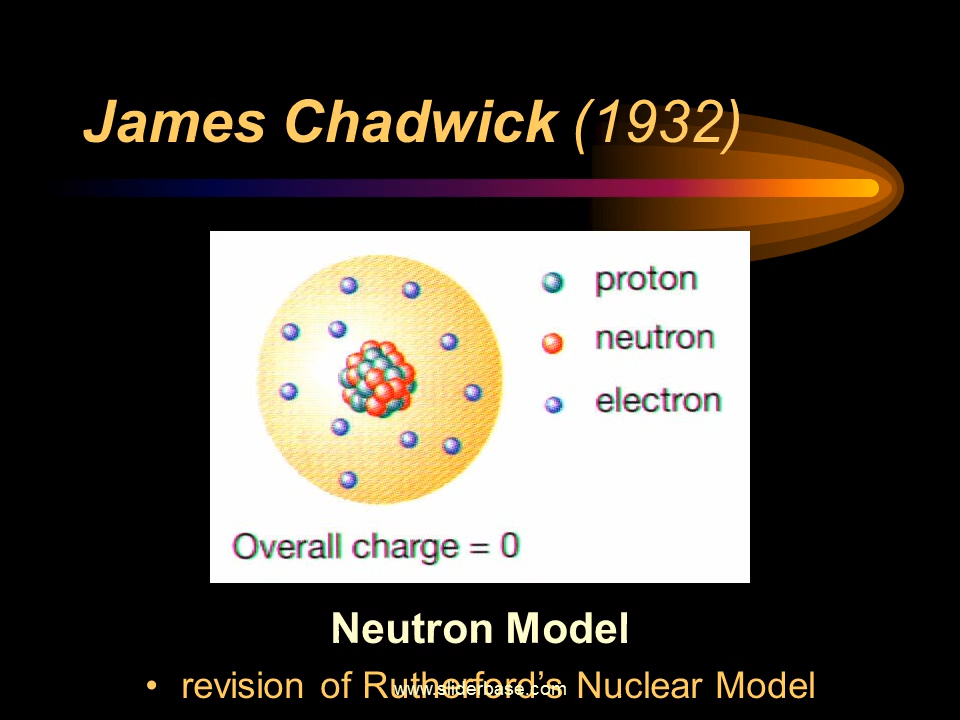 James Chadwick (1932)
proton
neutron
electron
Overall charge = 0
Neutron Model
• revision of Rutherford’s Nuclear Model
www.sliderbase.com